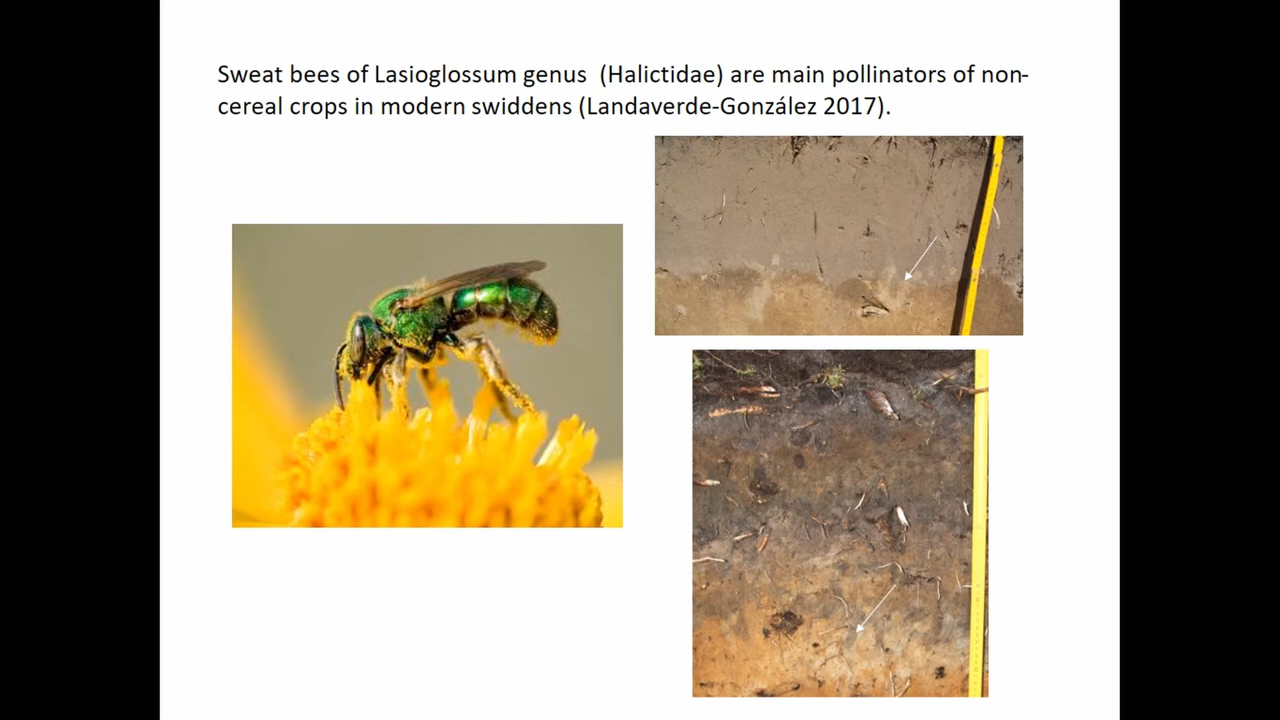 Sweat bees of Lasioglossum genus  (Halictidae) are main pollinators of non-
cereal crops in modern swiddens (Landaverde-González 2017).